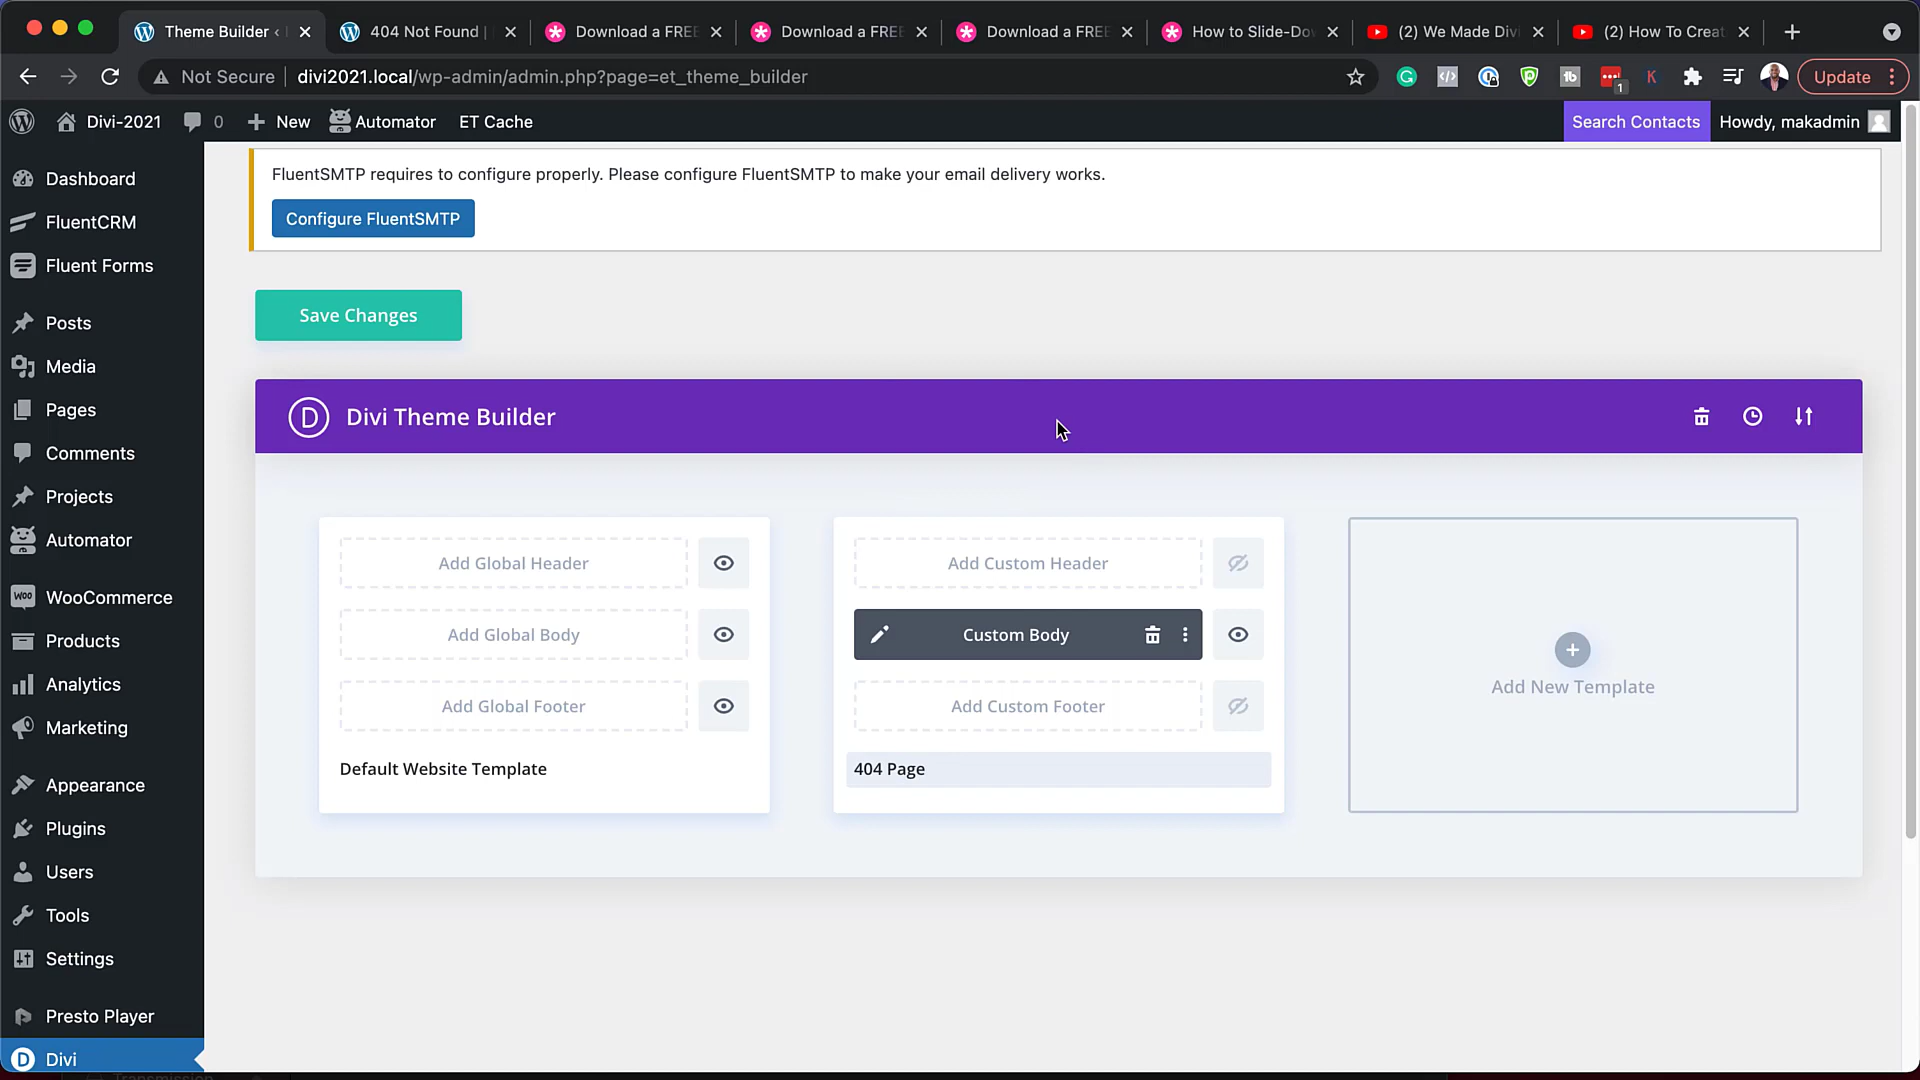 Theme Builder ‹
404 Not Found |
Download a FREE
Download a FREE
Download a FREE
How to Slide-Do
(2) We Made Divi
(2) How To Creat
Not Secure
divi2021.local/wp-admin/admin.php?page=et_theme_builder
1
Update
Divi-2021
0
New
Automator
ET Cache
Search Contacts
Howdy, makadmin
Dashboard
FluentCRM
Fluent Forms
Posts
Media
Pages
Comments
Projects
Automator
WooCommerce
Products
Analytics
Marketing
Appearance
Plugins
Users
Tools
Settings
Presto Player
Divi
FluentSMTP requires to configure properly. Please configure FluentSMTP to make your email delivery works.
Configure FluentSMTP
Save Changes
D
Divi Theme Builder
Add Global Header
Add Global Body
Add Global Footer
Default Website Template
Add Custom Header
Custom Body
Add Custom Footer
404 Page
Add New Template